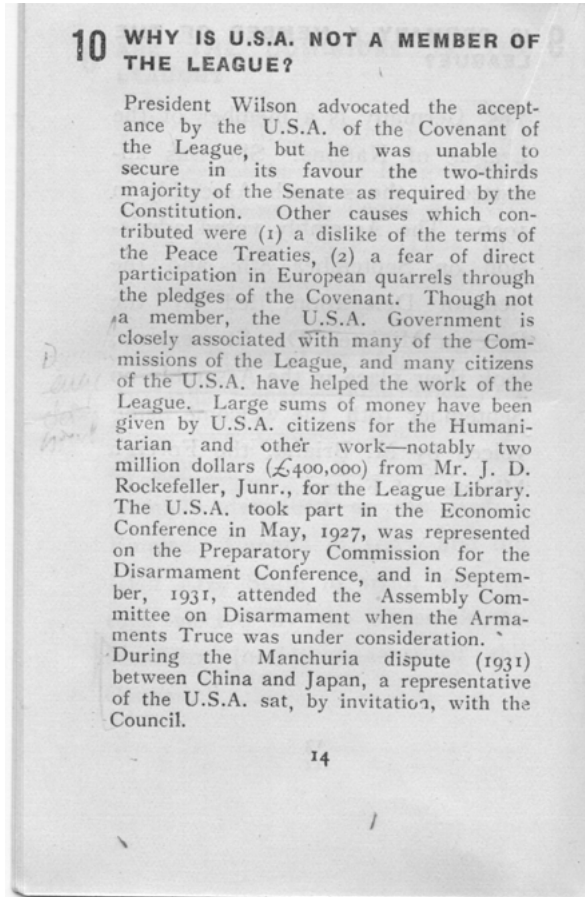 10 WHY IS U.S.A. NOT A MEMBER OF
THE LEAGUE?
President Wilson advocated the accept-
ance by the U.S.A. of the Covenant of
the League, but he was unable to
secure in its favour the two-thirds
majority of the Senate as required by the
Constitution. Other causes which con-
tributed were (1) a dislike of the terms of
the Peace Treaties, (2) a fear of direct
participation in European quarrels through
the pledges of the Covenant. Though not
a member, the U.S.A. Government is
closely associated with many of the Com-
missions of the League, and many citizens
of the U.S.A. have helped the work of the
League. Large sums of money have been
given by U.S.A. citizens for the Humani-
tarian and other work—notably two
million dollars (£400,000) from Mr. J. D.
Rockefeller, Junr., for the League Library.
The U.S.A. took part in the Economic
Conference in May, 1927, was represented
on the Preparatory Commission for the
Disarmament Conference, and in Septem-
ber, 1931, attended the Assembly Com-
mittee on Disarmament when the Arma-
ments Truce was under consideration.
During the Manchuria dispute (1931)
between China and Japan, a representative
of the U.S.A. sat, by invitation, with the
Council.
14